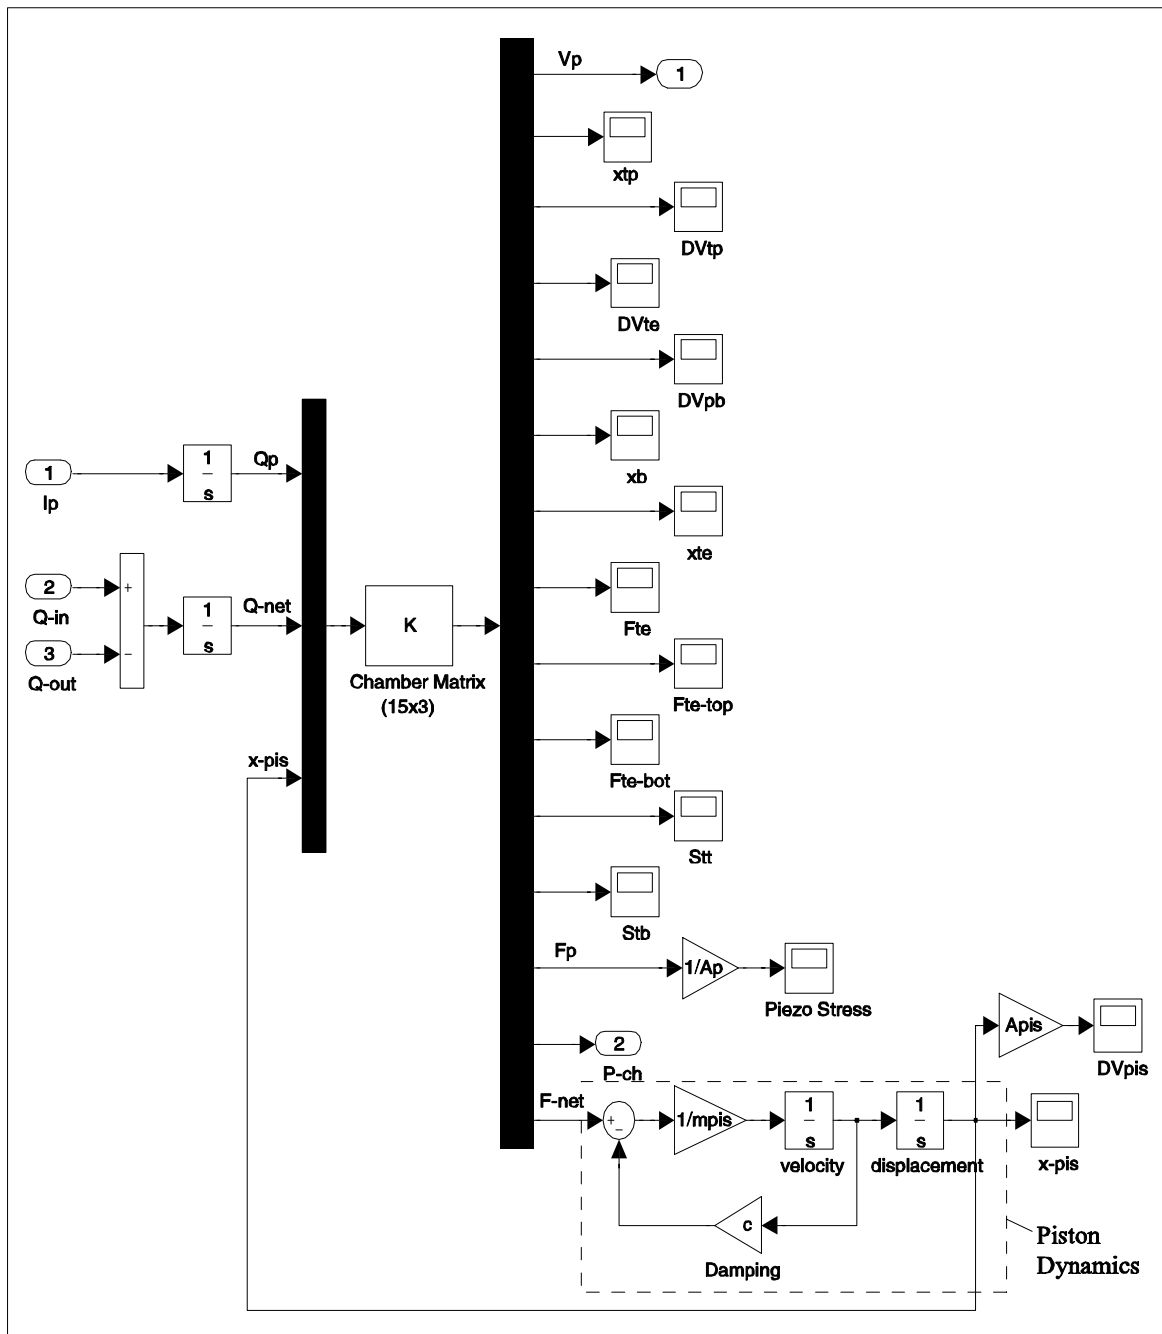 Vp
1
xtp
DVtp
DVte
DVpb
xb
xte
Fte
Fte-top
Fte-bot
Stt
Stb
1
Ip
1
s
Qp
2
Q-in
+
3
Q-out
−
1
s
Q-net
x-pis
K
Chamber Matrix
(15x3)
Fp
1/Ap
Piezo Stress
2
P-ch
Apis
DVpis
F-net
+
−
1/mpis
1
s
velocity
1
s
displacement
x-pis
c
Damping
Piston
Dynamics